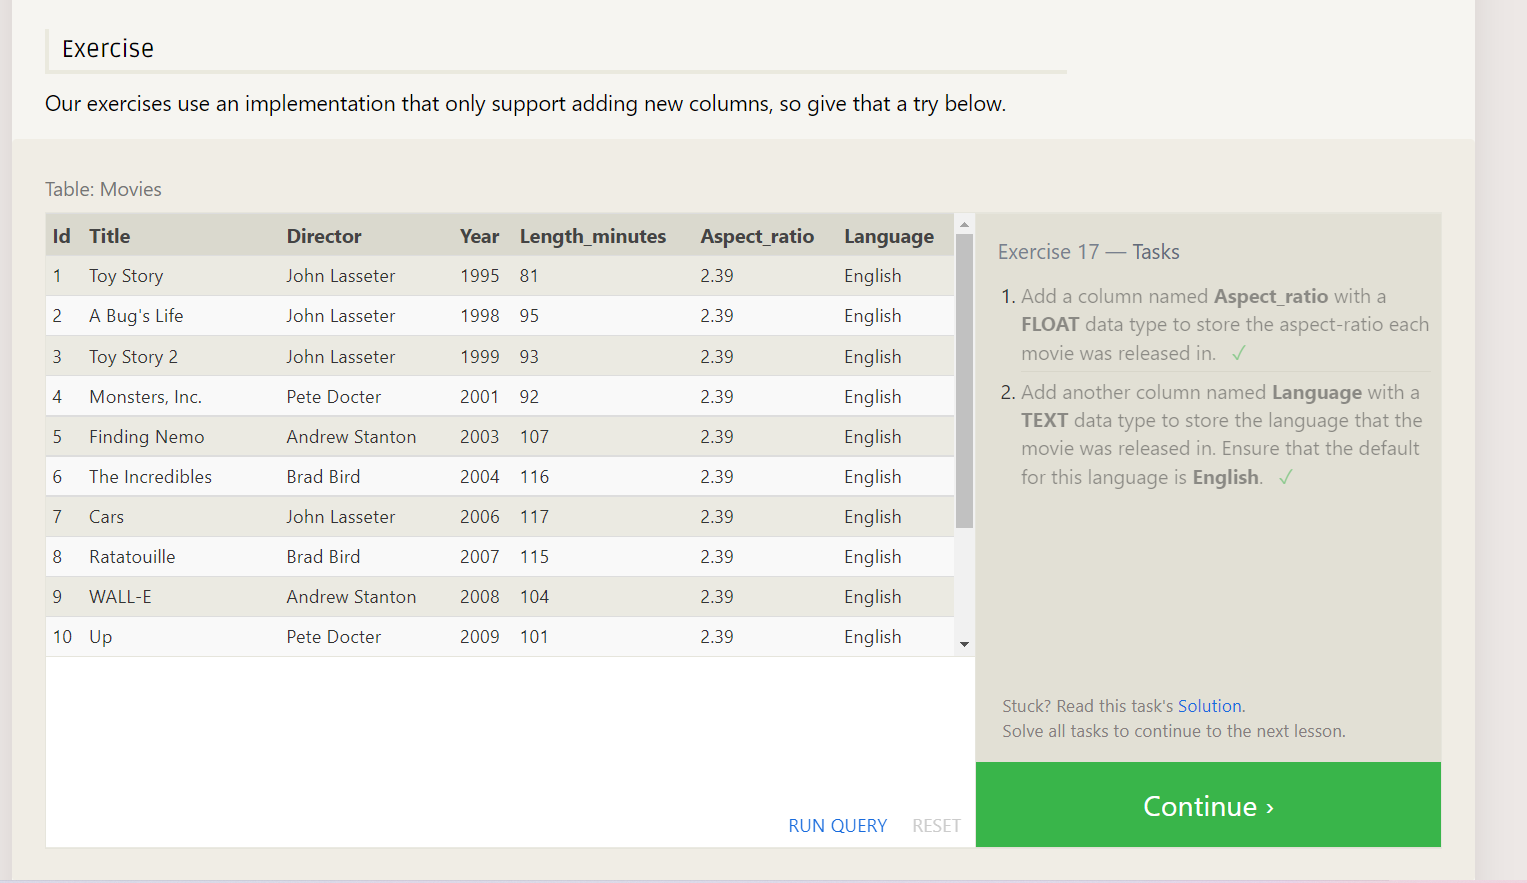 Exercise
Our exercises use an implementation that only support adding new columns, so give that a try below.
Table: Movies
Id Title Director Year Length_minutes Aspect_ratio Language
1 Toy Story John Lasseter 1995 81 2.39 English
2 A Bug's Life John Lasseter 1998 95 2.39 English
3 Toy Story 2 John Lasseter 1999 93 2.39 English
4 Monsters, Inc. Pete Docter 2001 92 2.39 English
5 Finding Nemo Andrew Stanton 2003 107 2.39 English
6 The Incredibles Brad Bird 2004 116 2.39 English
7 Cars John Lasseter 2006 117 2.39 English
8 Ratatouille Brad Bird 2007 115 2.39 English
9 WALL-E Andrew Stanton 2008 104 2.39 English
10 Up Pete Docter 2009 101 2.39 English
RUN QUERY RESET
Exercise 17 — Tasks
1. Add a column named Aspect_ratio with a
FLOAT data type to store the aspect-ratio each
movie was released in. ✓
2. Add another column named Language with a
TEXT data type to store the language that the
movie was released in. Ensure that the default
for this language is English. ✓
Stuck? Read this task's Solution.
Solve all tasks to continue to the next lesson.
Continue ›